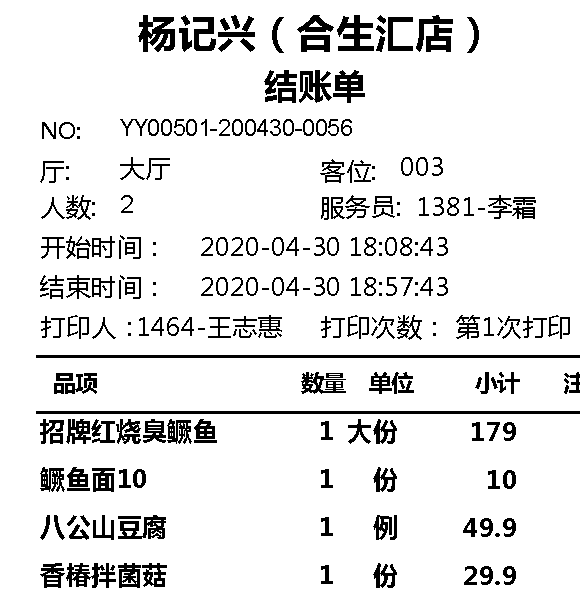 杨记兴（合生汇店）
结账单
NO: YY00501-200430-0056
厅: 大厅 客位: 003
人数: 2 服务员: 1381-李霜
开始时间： 2020-04-30 18:08:43
结束时间： 2020-04-30 18:57:43
打印人：1464-王志惠 打印次数： 第1次打印
品项 数量 单位 小计 注
招牌红烧臭鳜鱼 1 大份 179
鳜鱼面10 1 份 10
八公山豆腐 1 例 49.9
香椿拌菌菇 1 份 29.9